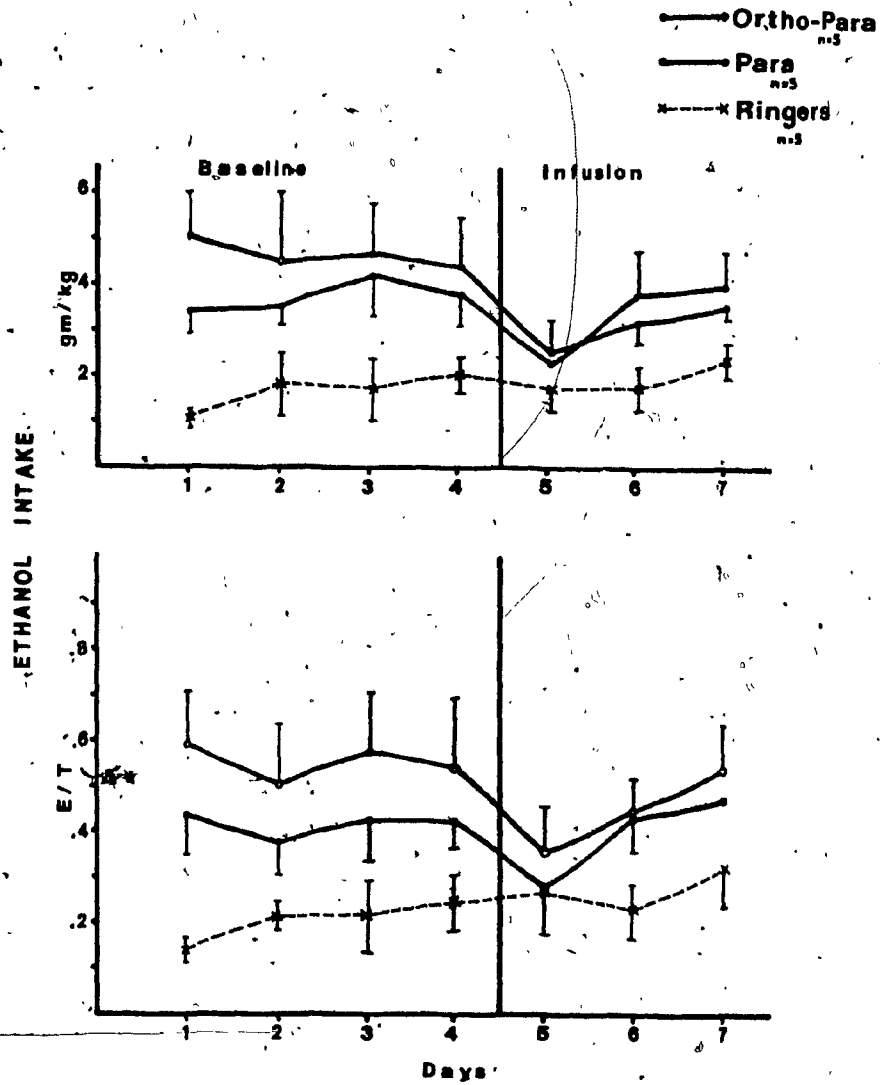 Ortho-Para
n=5
Para
n=5
Ringers
n=5
Baseline
Infusion
6
4
2
gm/kg
1 2 3 4 5 6 7
ETHANOL INTAKE
.8
.6
.4
.2
E/T
1 2 3 4 5 6 7
Days